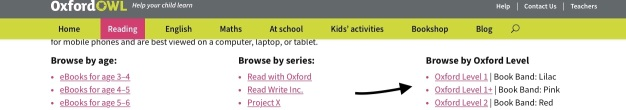 OxfordOWL Help your child learn
Help | Contact Us | Teachers
Home Reading English Maths At school Kids' activities Bookshop Blog
for mobile phones and are best viewed on a computer, laptop, or tablet.
Browse by age:
• eBooks for age 3–4
• eBooks for age 4–5
• eBooks for age 5–6
Browse by series:
• Read with Oxford
• Read Write Inc.
• Project X
Browse by Oxford Level
• Oxford Level 1 | Book Band: Lilac
• Oxford Level 1+ | Book Band: Pink
• Oxford Level 2 | Book Band: Red